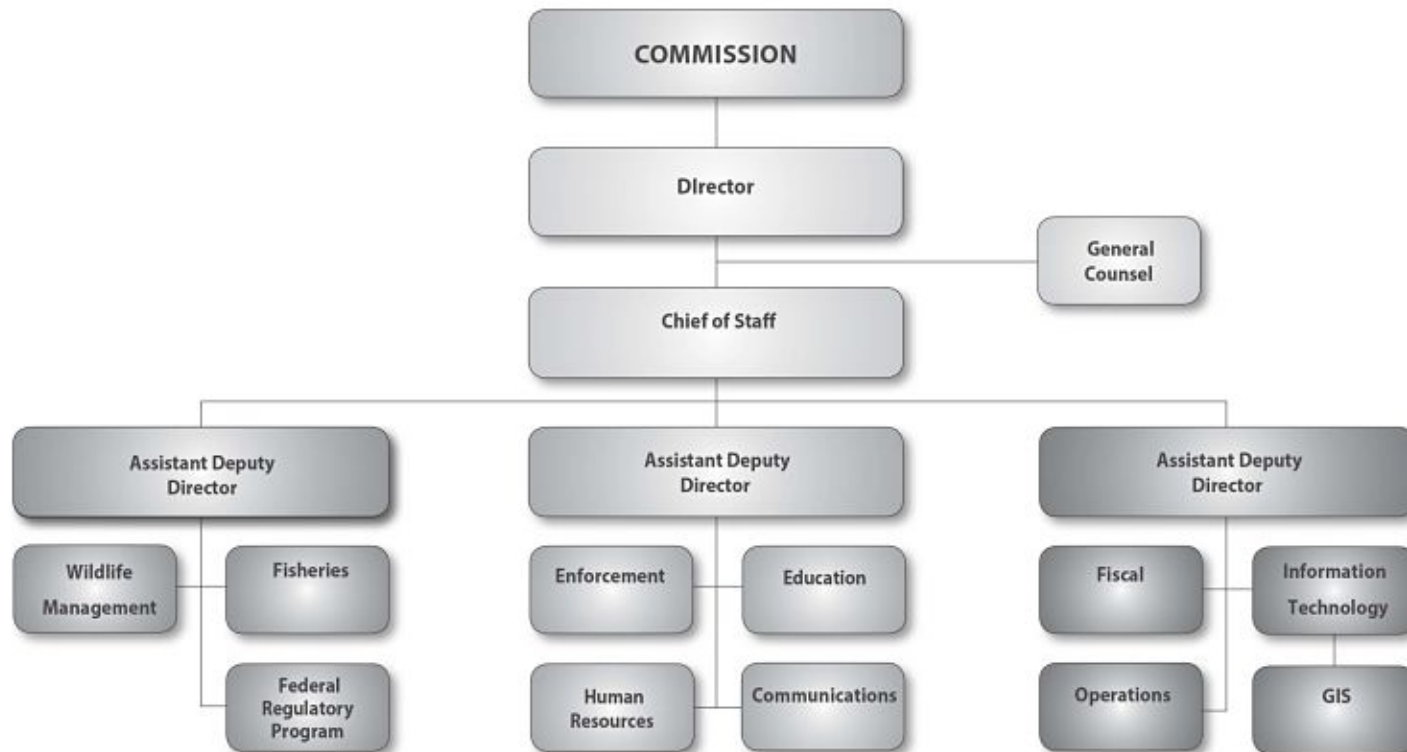 COMMISSION
DIrector
General
Counsel
Chief of Staff
Assistant Deputy
Director
Assistant Deputy
Director
Assistant Deputy
Director
Wildlife
Management
Fisheries
Federal
Regulatory
Program
Enforcement
Education
Human
Resources
Communications
Fiscal
Information
Technology
Operations
GIS